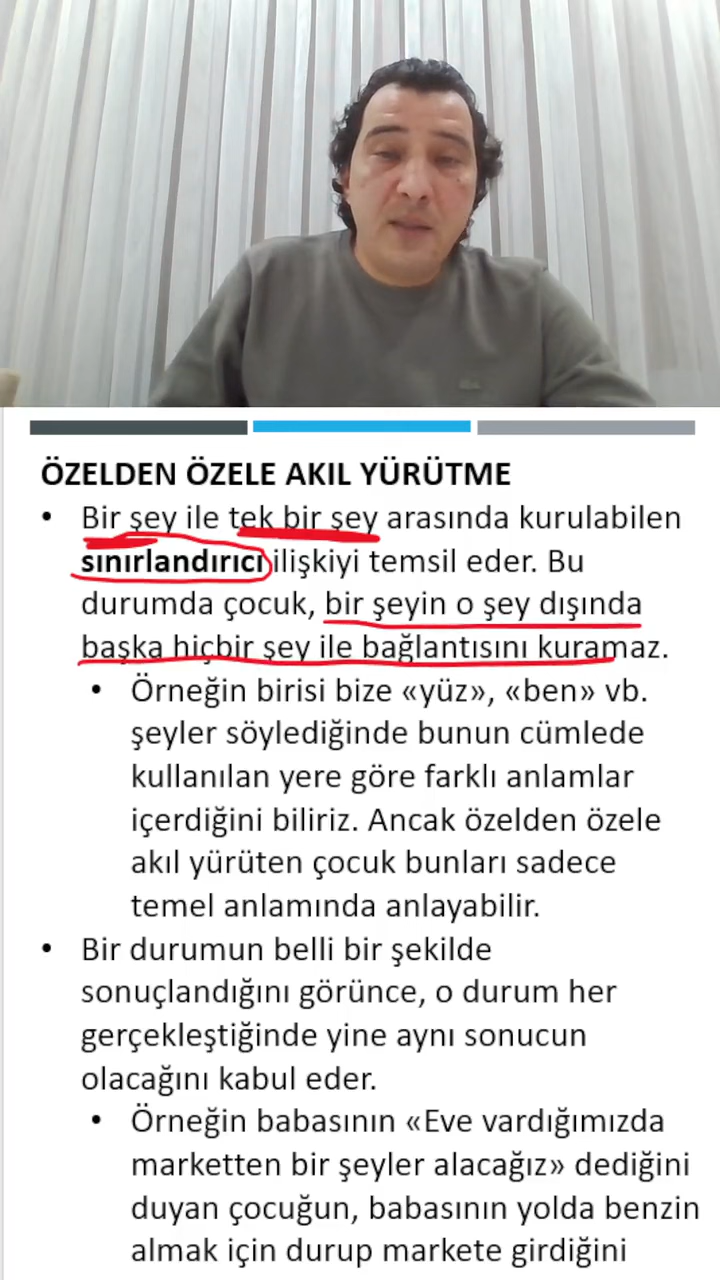 ÖZELDEN ÖZELE AKIL YÜRÜTME
• Bir şey ile tek bir şey arasında kurulabilen
sınırlandırıcı ilişkiyi temsil eder. Bu
durumda çocuk, bir şeyin o şey dışında
başka hiçbir şey ile bağlantısını kuramaz.
• Örneğin birisi bize «yüz», «ben» vb.
şeyler söylediğinde bunun cümlede
kullanılan yere göre farklı anlamlar
içerdiğini biliriz. Ancak özelden özele
akıl yürüten çocuk bunları sadece
temel anlamında anlayabilir.
• Bir durumun belli bir şekilde
sonuçlandığını görünce, o durum her
gerçekleştiğinde yine aynı sonucun
olacağını kabul eder.
• Örneğin babasının «Eve vardığımızda
marketten bir şeyler alacağız» dediğini
duyan çocuğun, babasının yolda benzin
almak için durup markete girdiğini